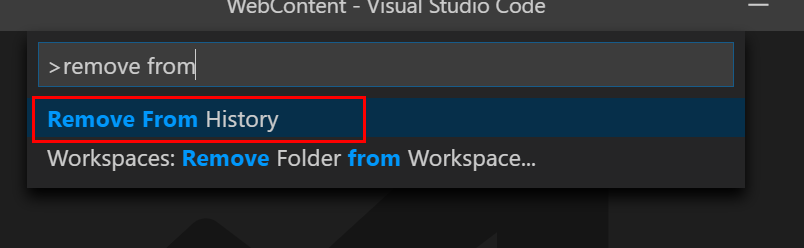 WebContent - Visual Studio Code
>remove from
Remove From History
Workspaces: Remove Folder from Workspace...